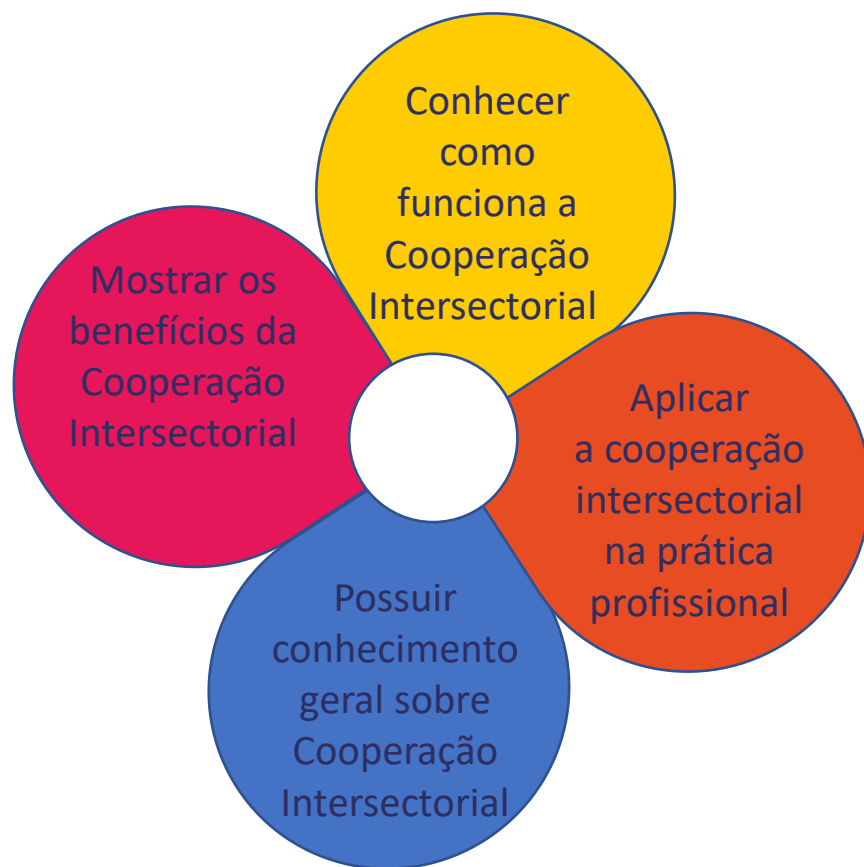 Conhecer
como
funciona a
Cooperação
Intersectorial
Mostrar os
benefícios da
Cooperação
Intersectorial
Aplicar
a cooperação
intersectorial
na prática
profissional
Possuir
conhecimento
geral sobre
Cooperação
Intersectorial